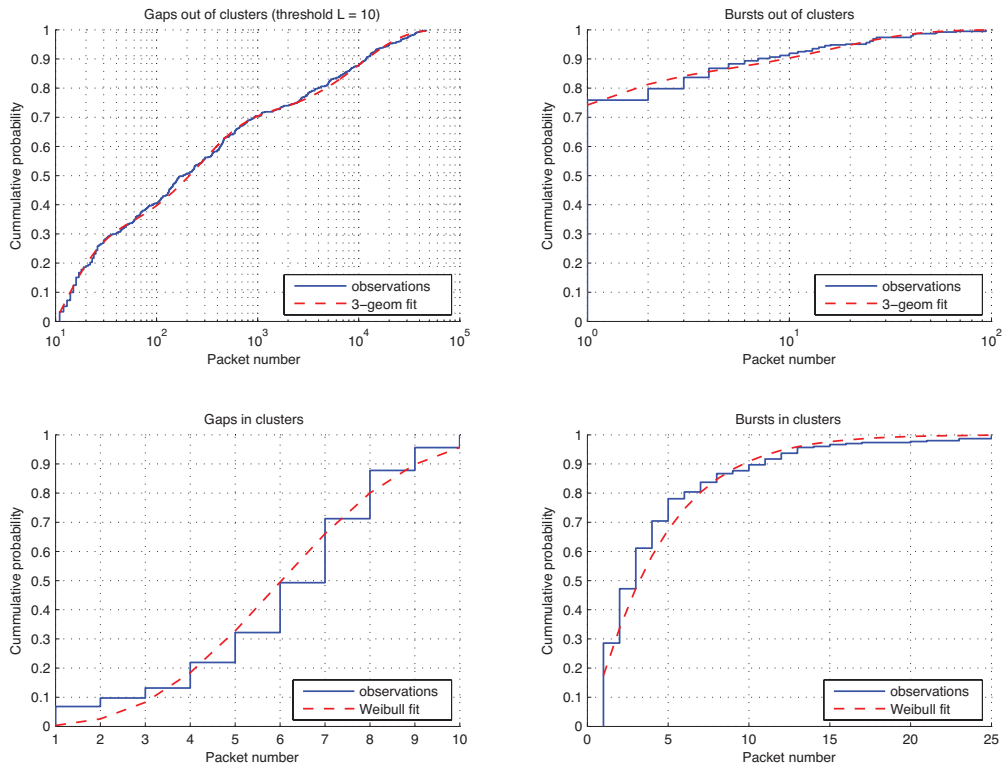 Gaps out of clusters (threshold L = 10)
Cummulative probability
1
0.9
0.8
0.7
0.6
0.5
0.4
0.3
0.2
0.1
0
10^1 10^2 10^3 10^4 10^5
Packet number
observations
3-geom fit
Bursts out of clusters
Cummulative probability
1
0.9
0.8
0.7
0.6
0.5
0.4
0.3
0.2
0.1
0
10^0 10^1 10^2
Packet number
observations
3-geom fit
Gaps in clusters
Cummulative probability
1
0.9
0.8
0.7
0.6
0.5
0.4
0.3
0.2
0.1
0
1 2 3 4 5 6 7 8 9 10
Packet number
observations
Weibull fit
Bursts in clusters
Cummulative probability
1
0.9
0.8
0.7
0.6
0.5
0.4
0.3
0.2
0.1
0
0 5 10 15 20 25
Packet number
observations
Weibull fit